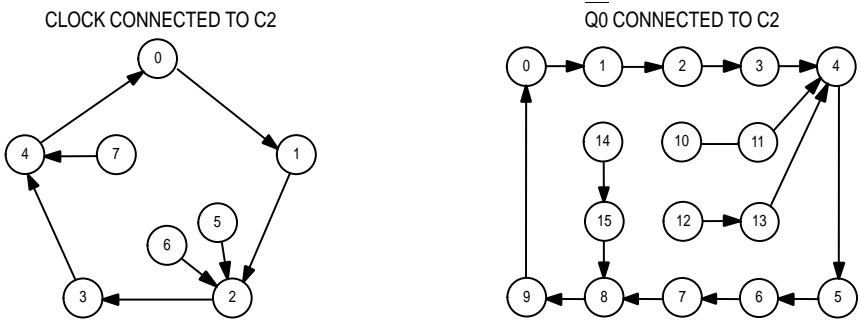 CLOCK CONNECTED TO C2
Q0 CONNECTED TO C2
0
0 1 2 3 4
14 10 11
4 7 1
5
15 12 13
6
3 2
9 8 7 6 5